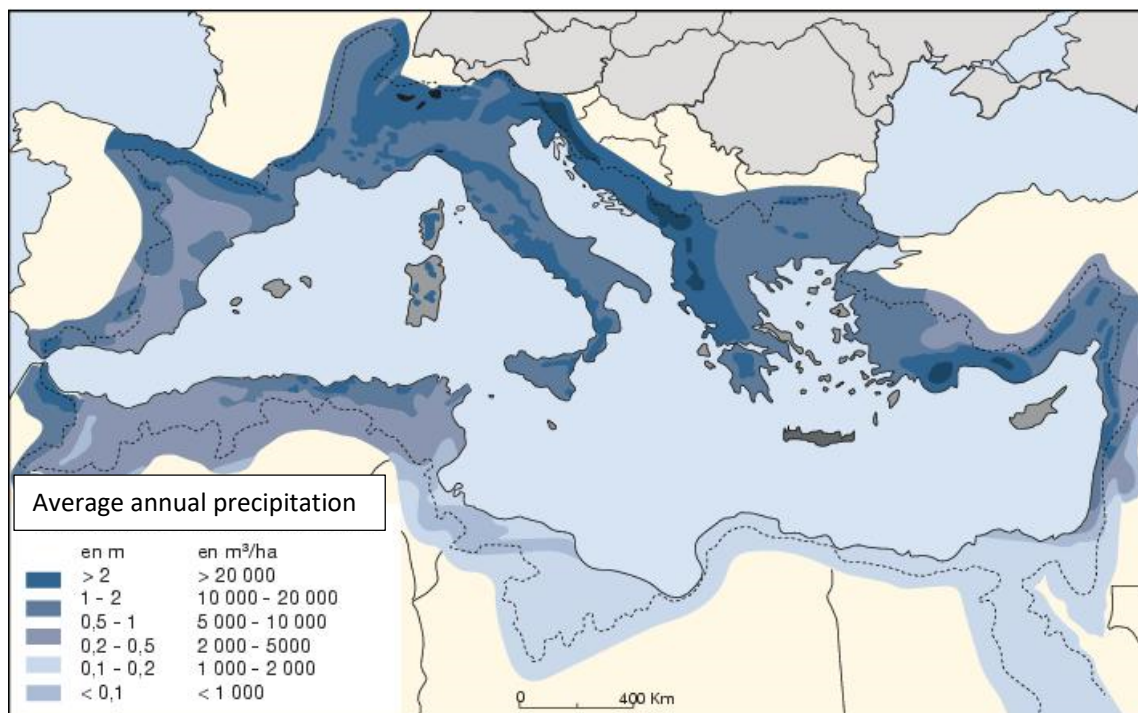 Average annual precipitation
en m en m³/ha
> 2 > 20 000
1 – 2 10 000 – 20 000
0,5 – 1 5 000 – 10 000
0,2 – 0,5 2 000 – 5000
0,1 – 0,2 1 000 – 2 000
< 0,1 < 1 000
0 400 Km